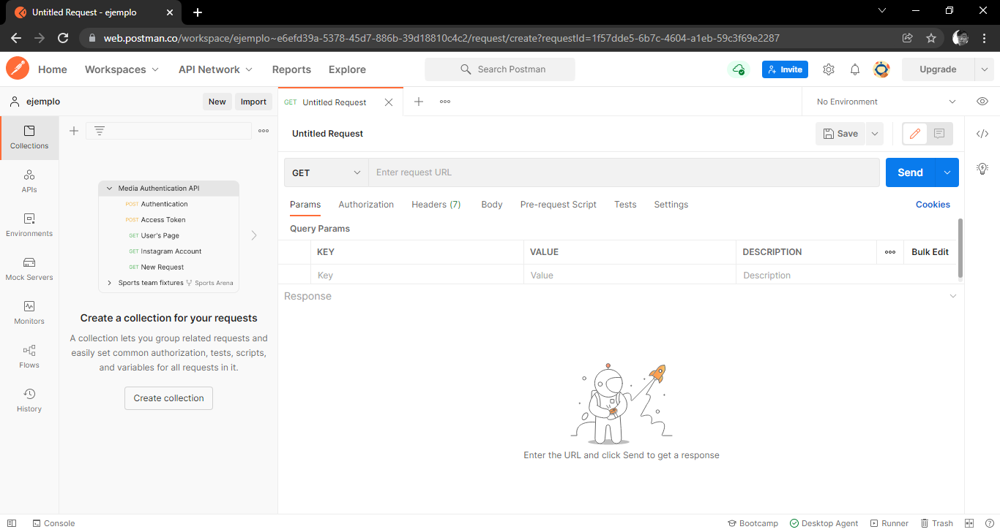 Untitled Request - ejemplo
web.postman.co/workspace/ejemplo~e6efd39a-5378-45d7-886b-39d18810c4c2/request/create?requestId=1f57dde5-6b7c-4604-a1eb-59c3f69e2287
Home Workspaces API Network Reports Explore Search Postman Invite Upgrade
ejemplo New Import GET Untitled Request No Environment
Collections
APIs
Environments
Mock Servers
Monitors
Flows
History
Media Authentication API
POST Authentication
POST Access Token
GET User's Page
GET Instagram Account
GET New Request
Sports team fixtures Sports Arena
Create a collection for your requests
A collection lets you group related requests and
easily set common authorization, tests, scripts,
and variables for all requests in it.
Create collection
Untitled Request Save
GET Enter request URL Send
Params Authorization Headers (7) Body Pre-request Script Tests Settings Cookies
Query Params
KEY VALUE DESCRIPTION Bulk Edit
Key Value Description
Response
Enter the URL and click Send to get a response
Console Bootcamp Desktop Agent Runner Trash